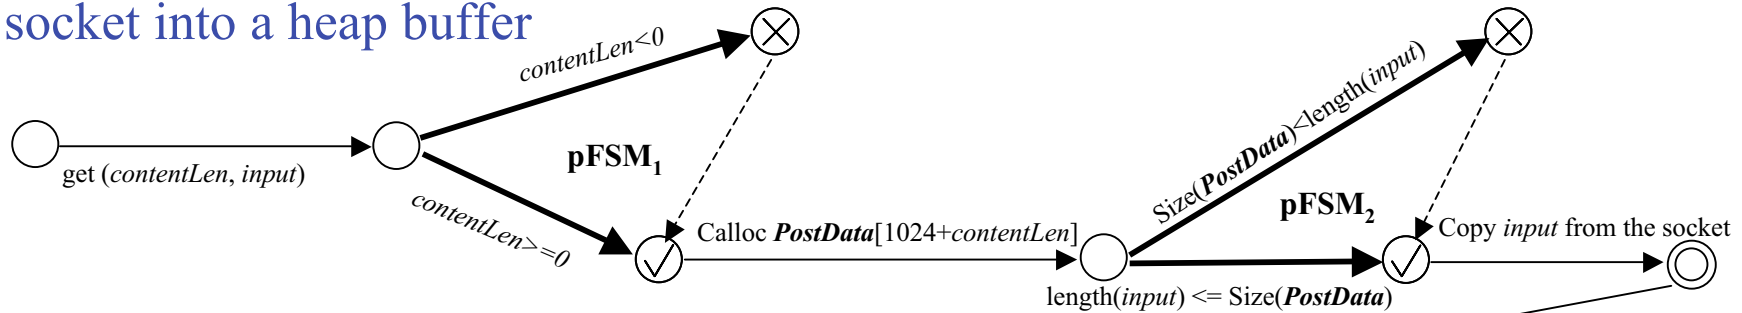 socket into a heap buffer
contentLen<0
get (contentLen, input)
pFSM1
contentLen>=0
Calloc PostData[1024+contentLen]
Size(PostData)<length(input)
pFSM2
length(input) <= Size(PostData)
Copy input from the socket